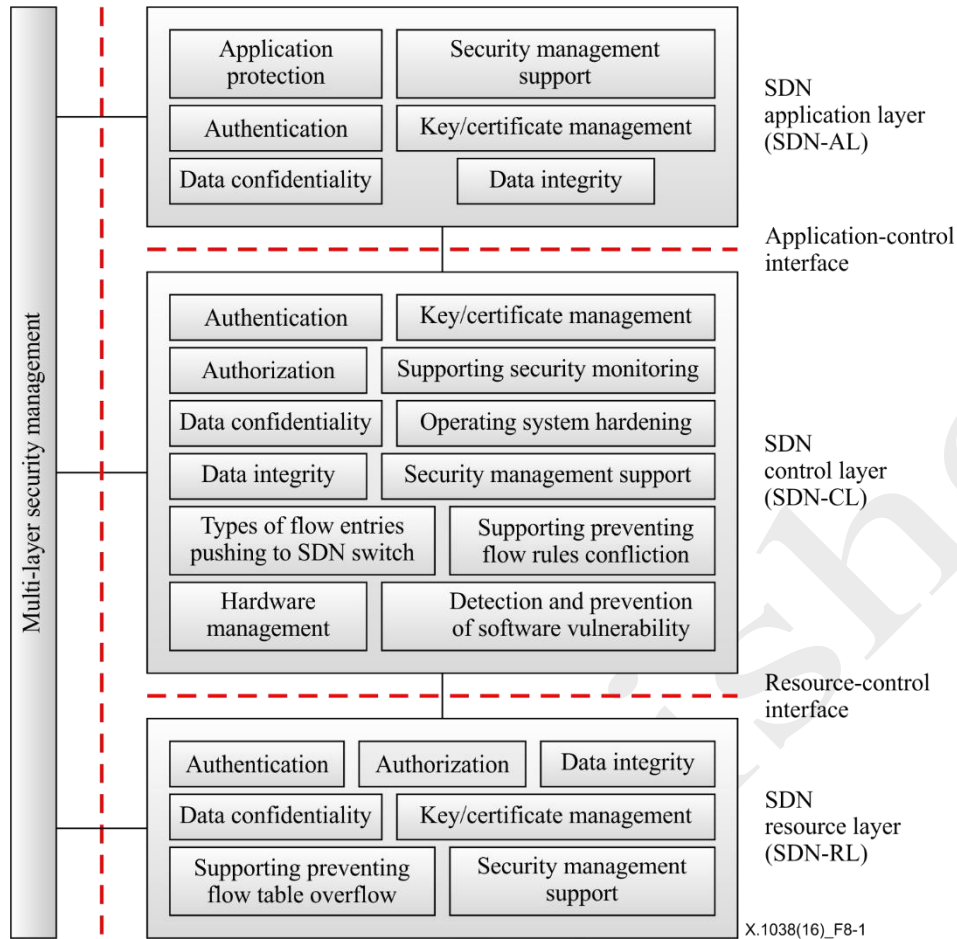 Multi-layer security management
Application
protection
Security management
support
Authentication
Key/certificate management
Data confidentiality
Data integrity
SDN
application layer
(SDN-AL)
Application-control
interface
Authentication
Key/certificate management
Authorization
Supporting security monitoring
Data confidentiality
Operating system hardening
Data integrity
Security management support
Types of flow entries
pushing to SDN switch
Supporting preventing
flow rules confliction
Hardware
management
Detection and prevention
of software vulnerability
SDN
control layer
(SDN-CL)
Resource-control
interface
Authentication
Authorization
Data integrity
Data confidentiality
Key/certificate management
Supporting preventing
flow table overflow
Security management
support
SDN
resource layer
(SDN-RL)
X.1038(16)_F8-1